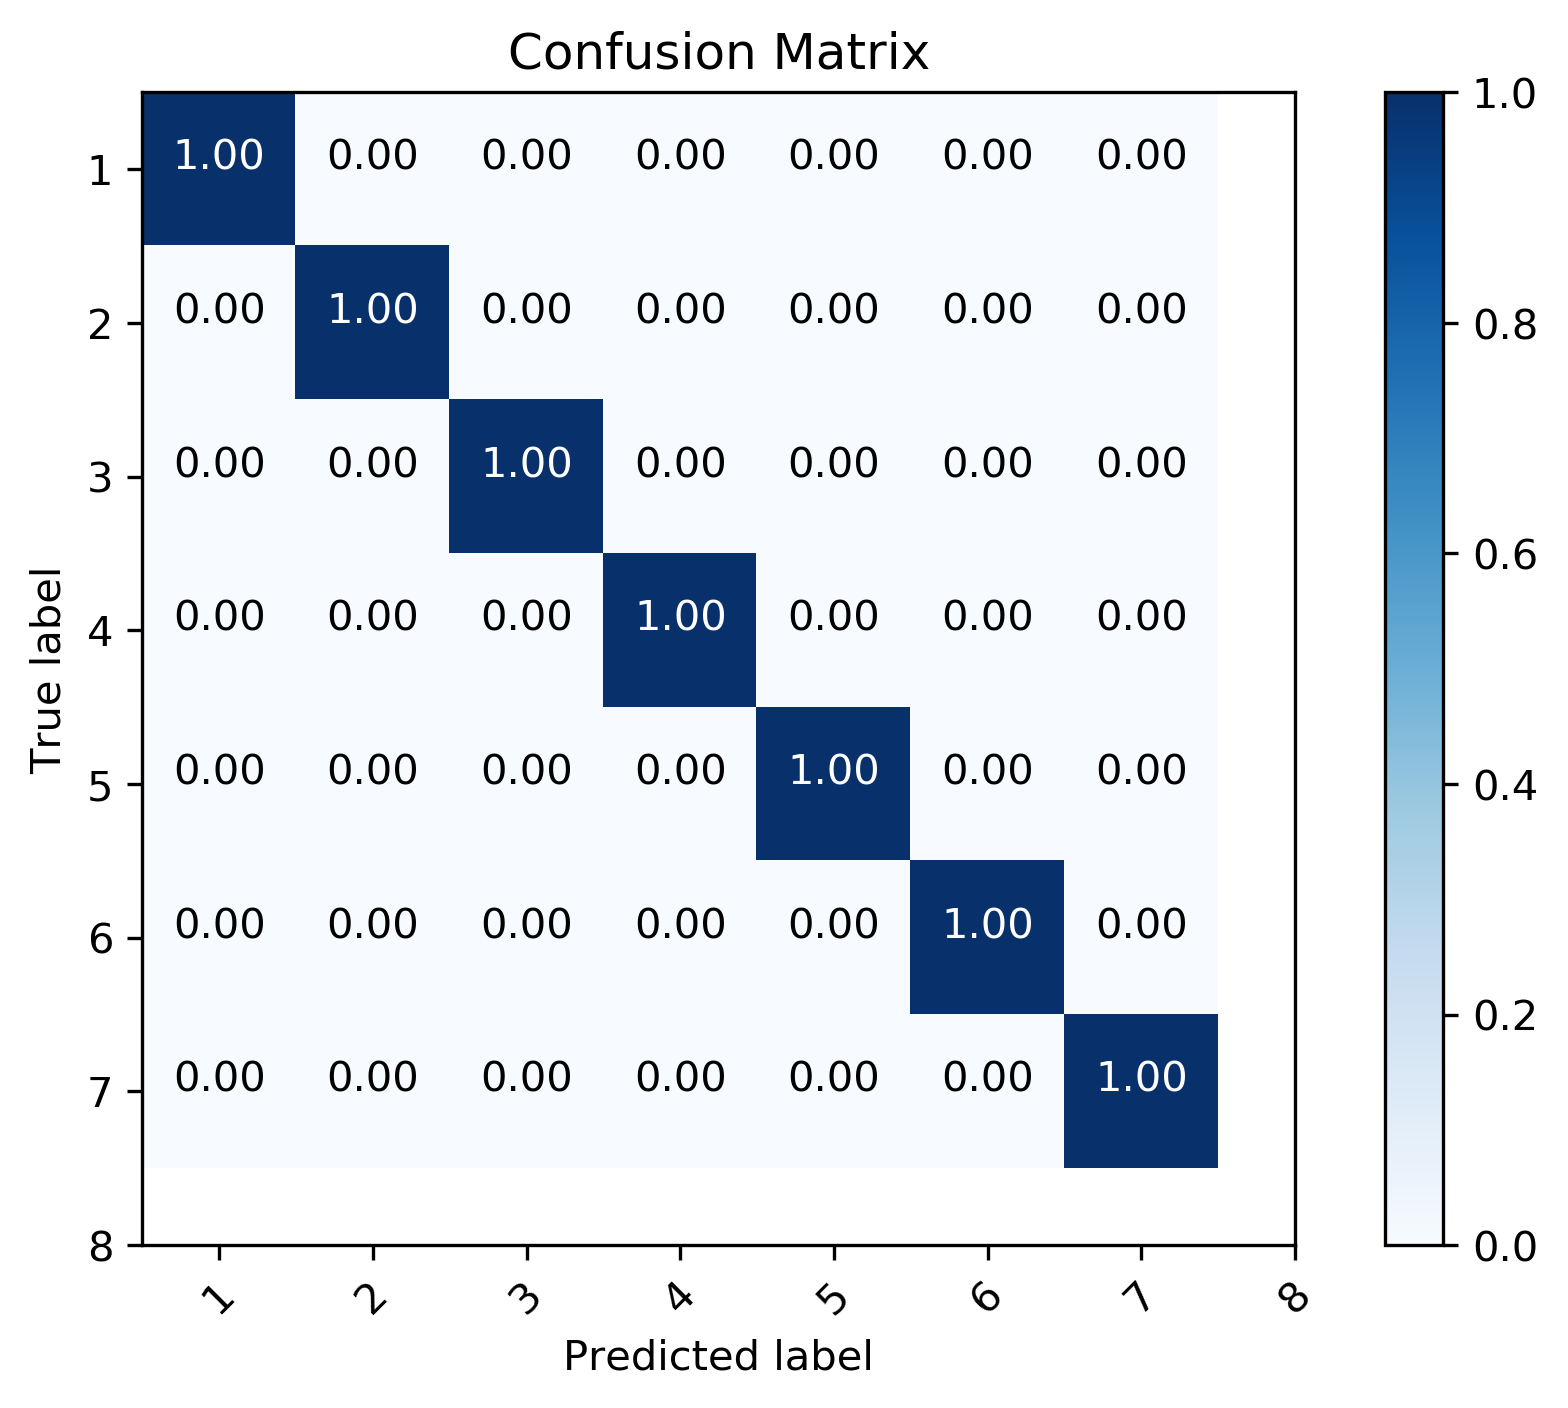 Confusion Matrix
1 1.00 0.00 0.00 0.00 0.00 0.00 0.00
2 0.00 1.00 0.00 0.00 0.00 0.00 0.00
3 0.00 0.00 1.00 0.00 0.00 0.00 0.00
4 0.00 0.00 0.00 1.00 0.00 0.00 0.00
5 0.00 0.00 0.00 0.00 1.00 0.00 0.00
6 0.00 0.00 0.00 0.00 0.00 1.00 0.00
7 0.00 0.00 0.00 0.00 0.00 0.00 1.00
8
True label
1 2 3 4 5 6 7 8
Predicted label
1.0
0.8
0.6
0.4
0.2
0.0